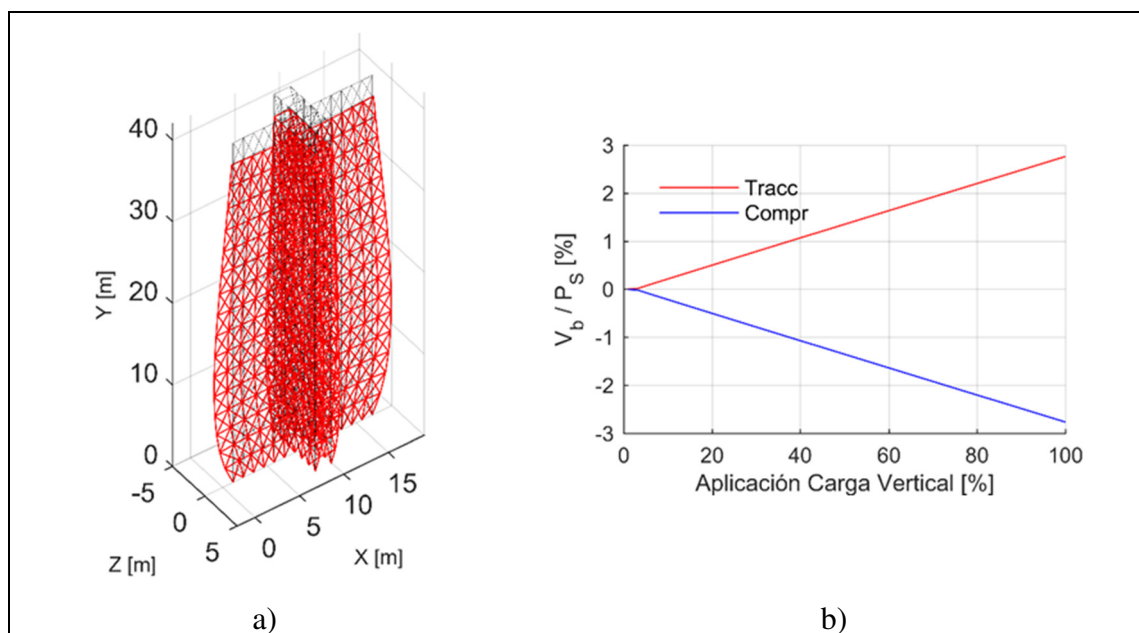 40
30
20
10
0
Y [m]
-5
0
5
Z [m]
0
5
10
15
X [m]
a)
3
2
1
0
-1
-2
-3
V_b / P_S [%]
Tracc
Compr
0 20 40 60 80 100
Aplicación Carga Vertical [%]
b)